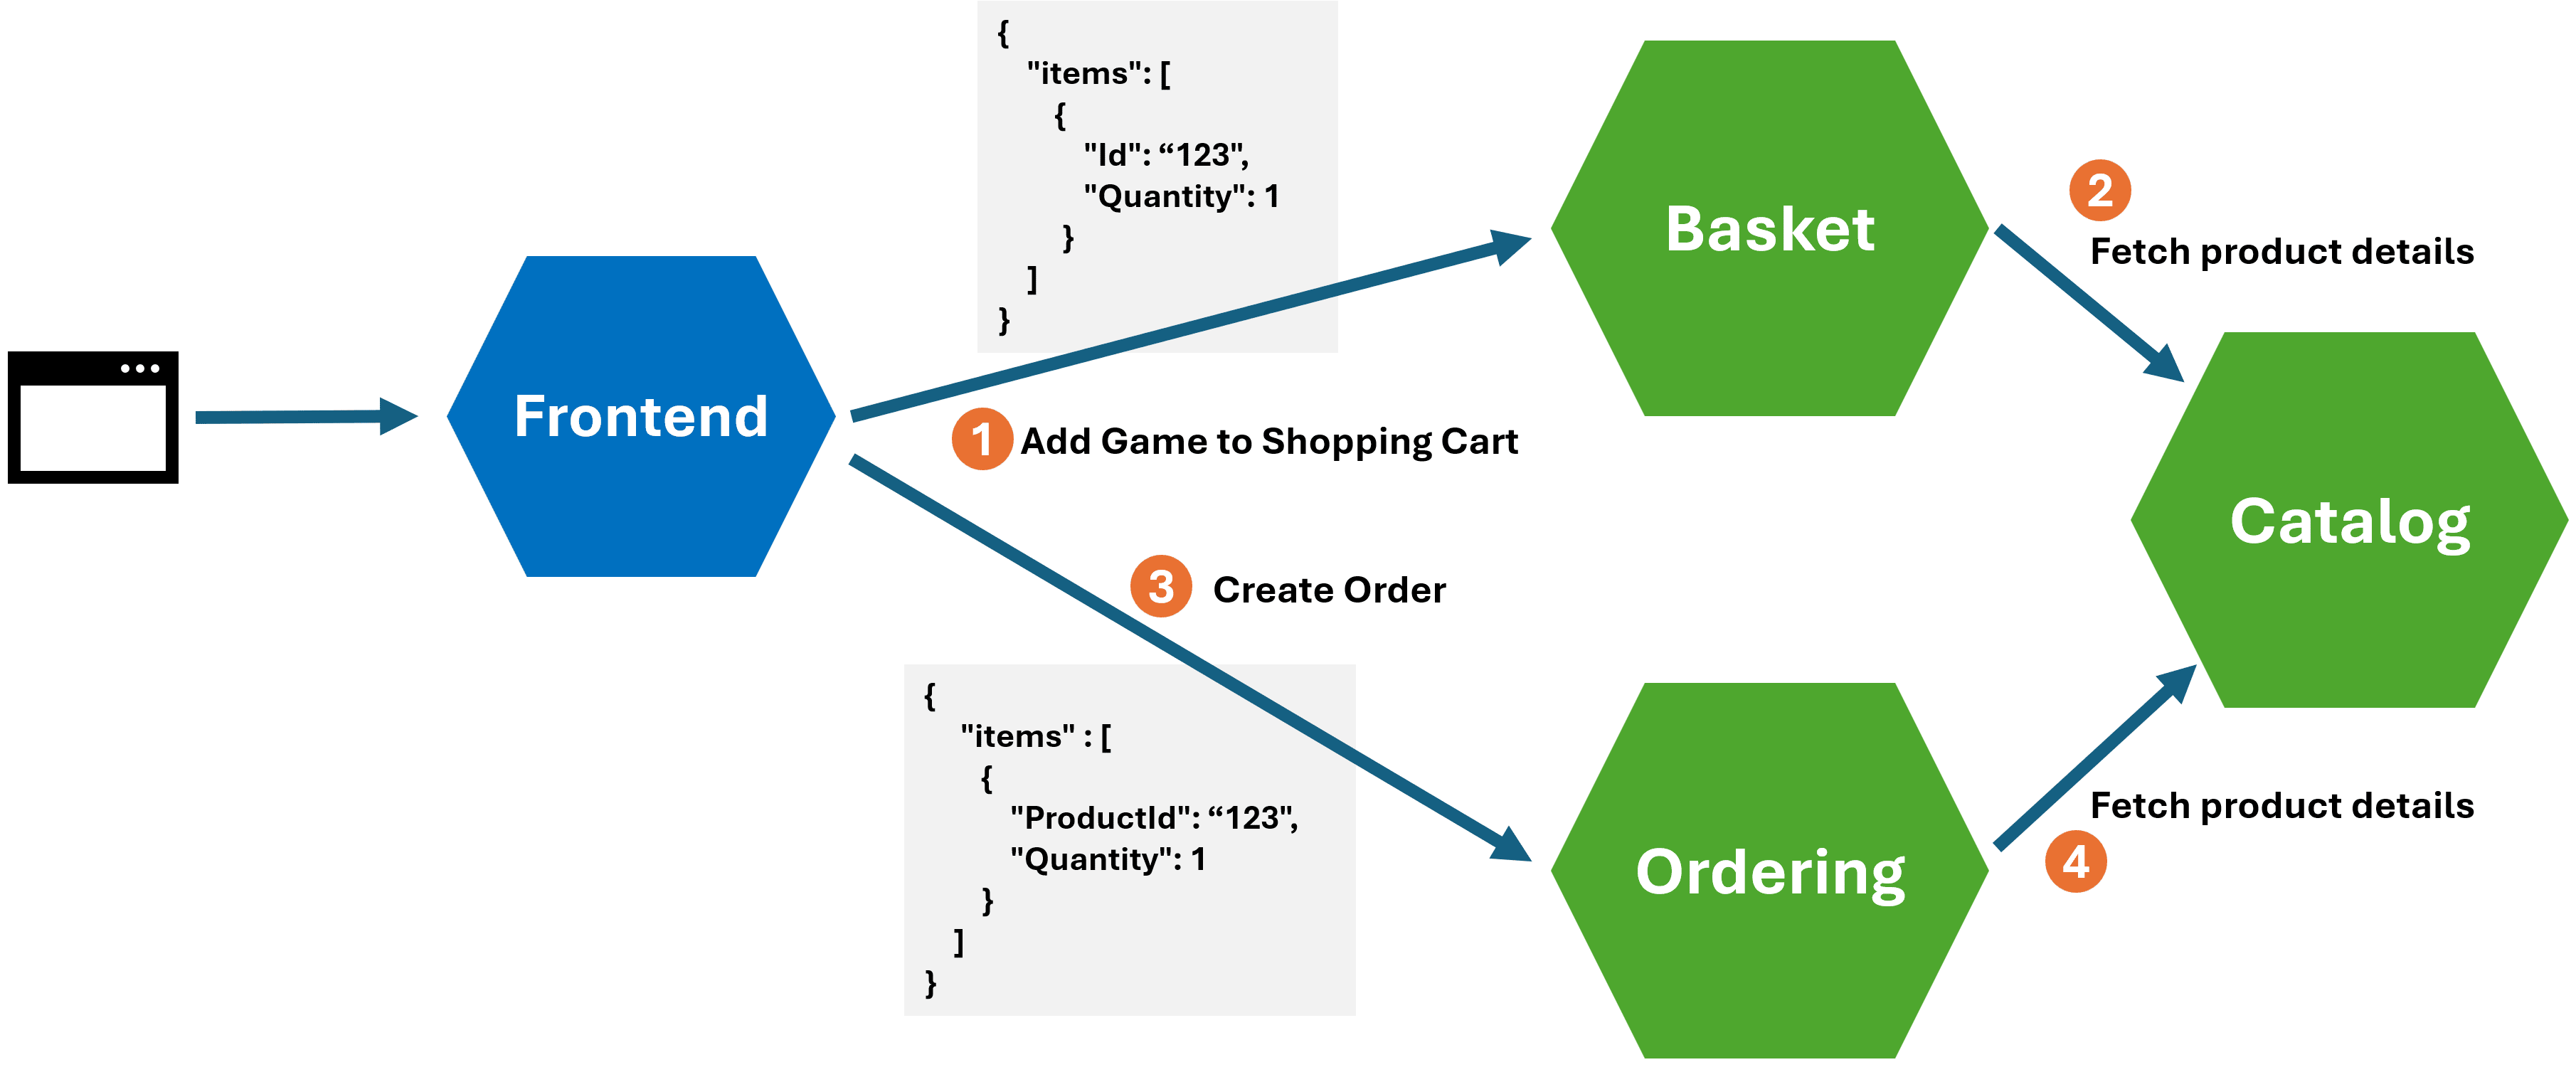 {
"items": [
{
"Id": “123",
"Quantity": 1
}
]
}
Basket
2
Fetch product details
Frontend
1 Add Game to Shopping Cart
Catalog
3 Create Order
{
"items" : [
{
"ProductId": “123",
"Quantity": 1
}
]
}
Ordering
Fetch product details
4